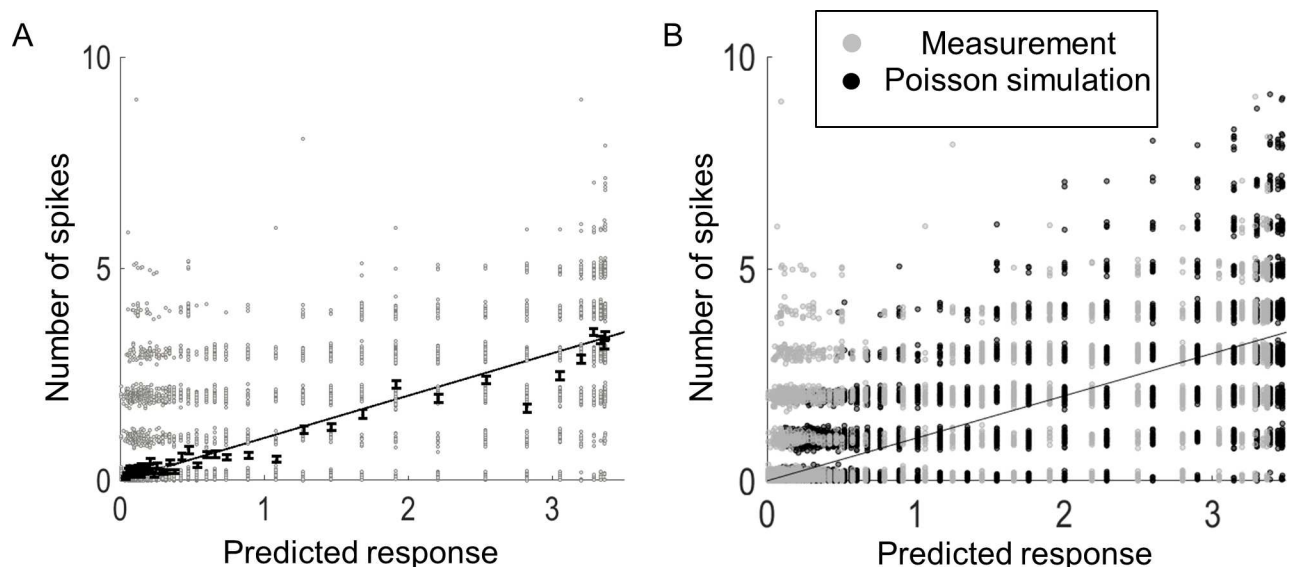 A
10
5
0
Number of spikes
0
1
2
3
Predicted response
B
Measurement
Poisson simulation
10
5
0
Number of spikes
0
1
2
3
Predicted response